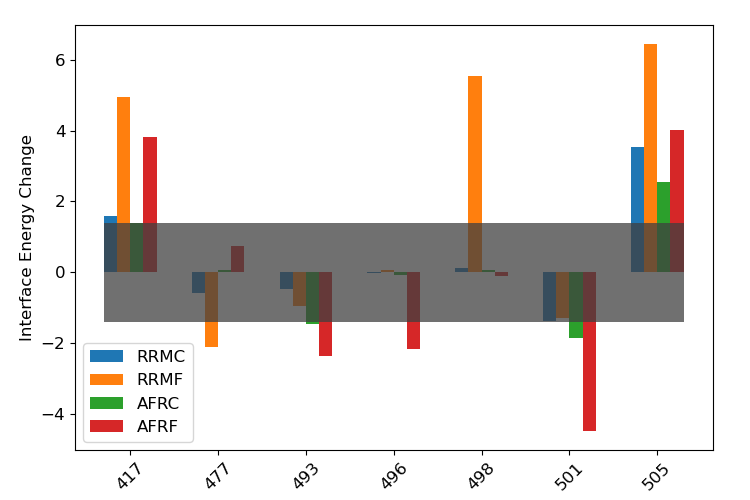 6
4
2
0
−2
−4
Interface Energy Change
RRMC
RRMF
AFRC
AFRF
417 477 493 496 498 501 505